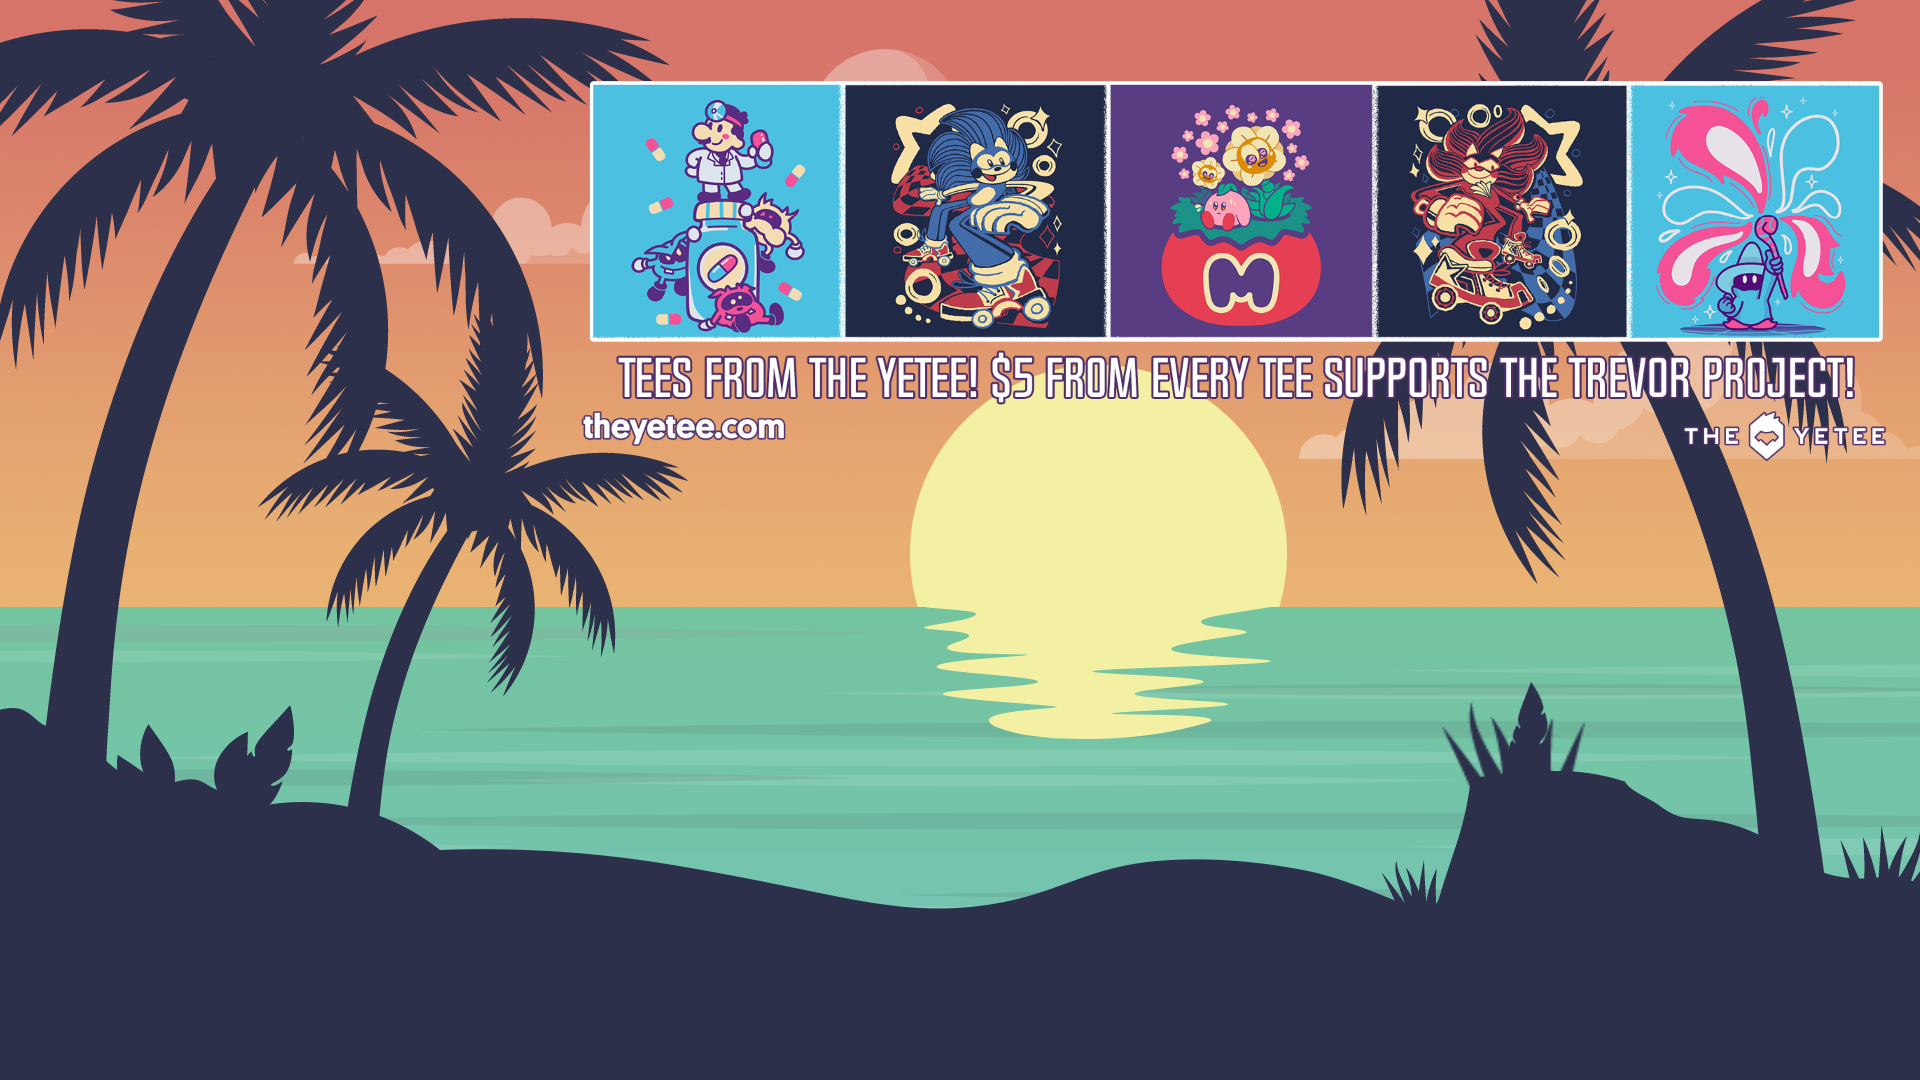 M
TEES FROM THE YETEE! $5 FROM EVERY TEE SUPPORTS THE TREVOR PROJECT!
theyetee.com
THE YETEE